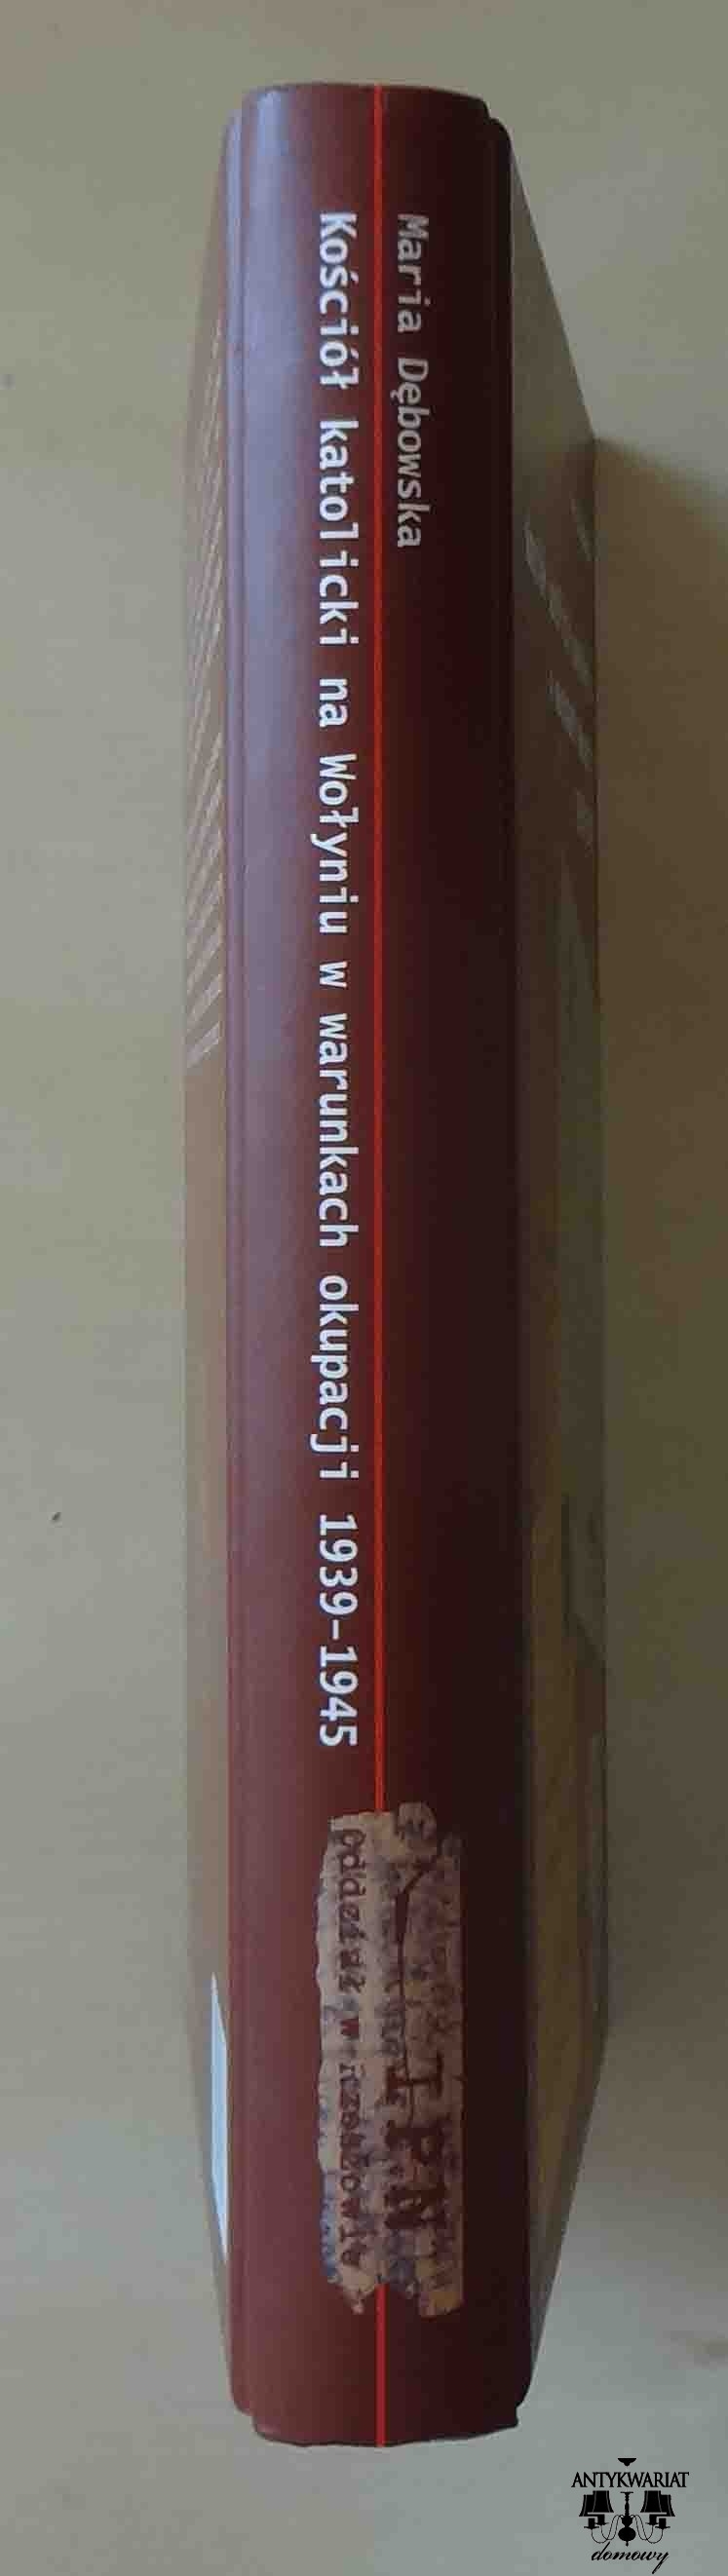 Maria Dębowska
Kościół katolicki na Wołyniu w warunkach okupacji 1939-1945
IPN
Oddział w Rzeszowie
ANTYKWARIAT
domowy